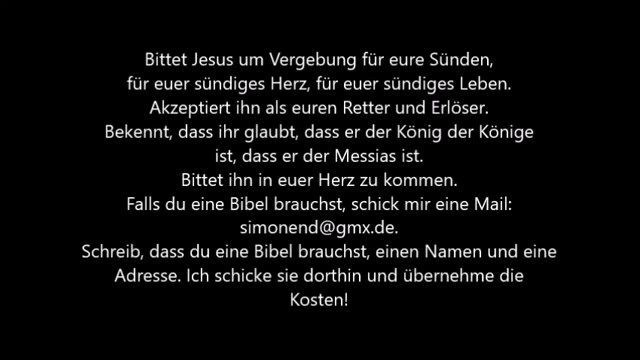 Bittet Jesus um Vergebung für eure Sünden,
für euer sündiges Herz, für euer sündiges Leben.
Akzeptiert ihn als euren Retter und Erlöser.
Bekennt, dass ihr glaubt, dass er der König der Könige
ist, dass er der Messias ist.
Bittet ihn in euer Herz zu kommen.
Falls du eine Bibel brauchst, schick mir eine Mail:
simonend@gmx.de.
Schreib, dass du eine Bibel brauchst, einen Namen und eine
Adresse. Ich schicke sie dorthin und übernehme die
Kosten!